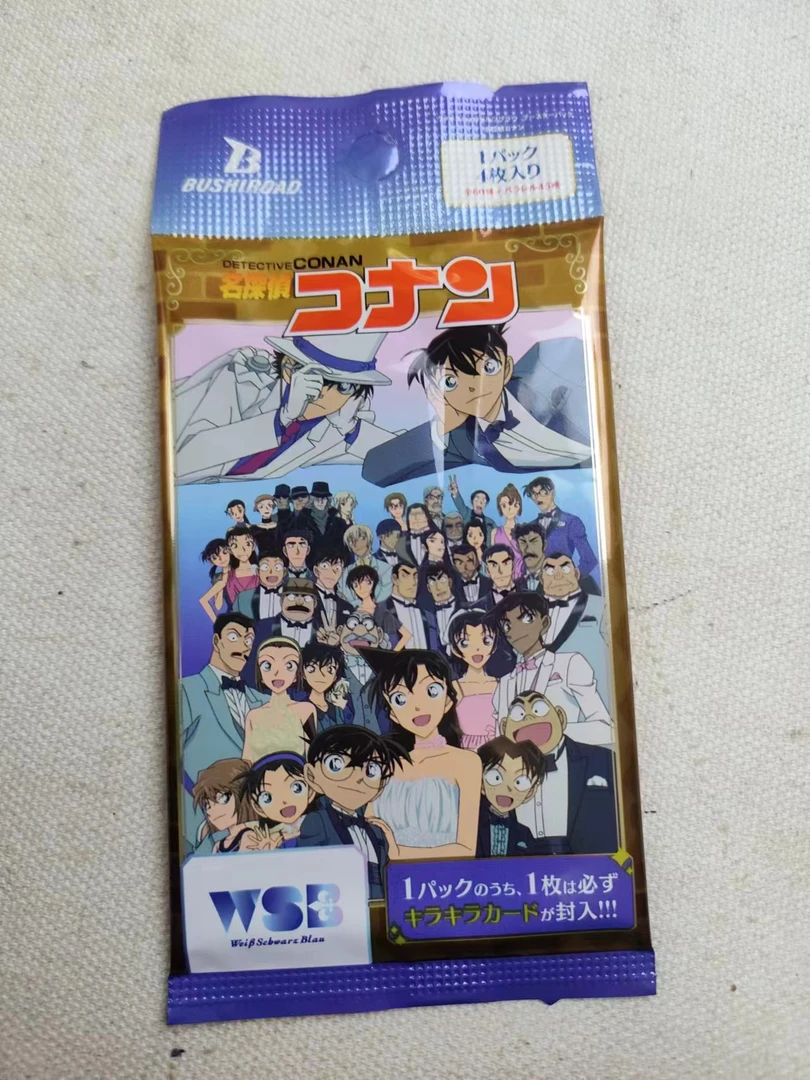 BUSHIROAD
1パック
4枚入り
DETECTIVE CONAN
名探偵
コナン
WSB
Weiß Schwarz Blau
1パックのうち、1枚は必ず
キラキラカードが封入!!!